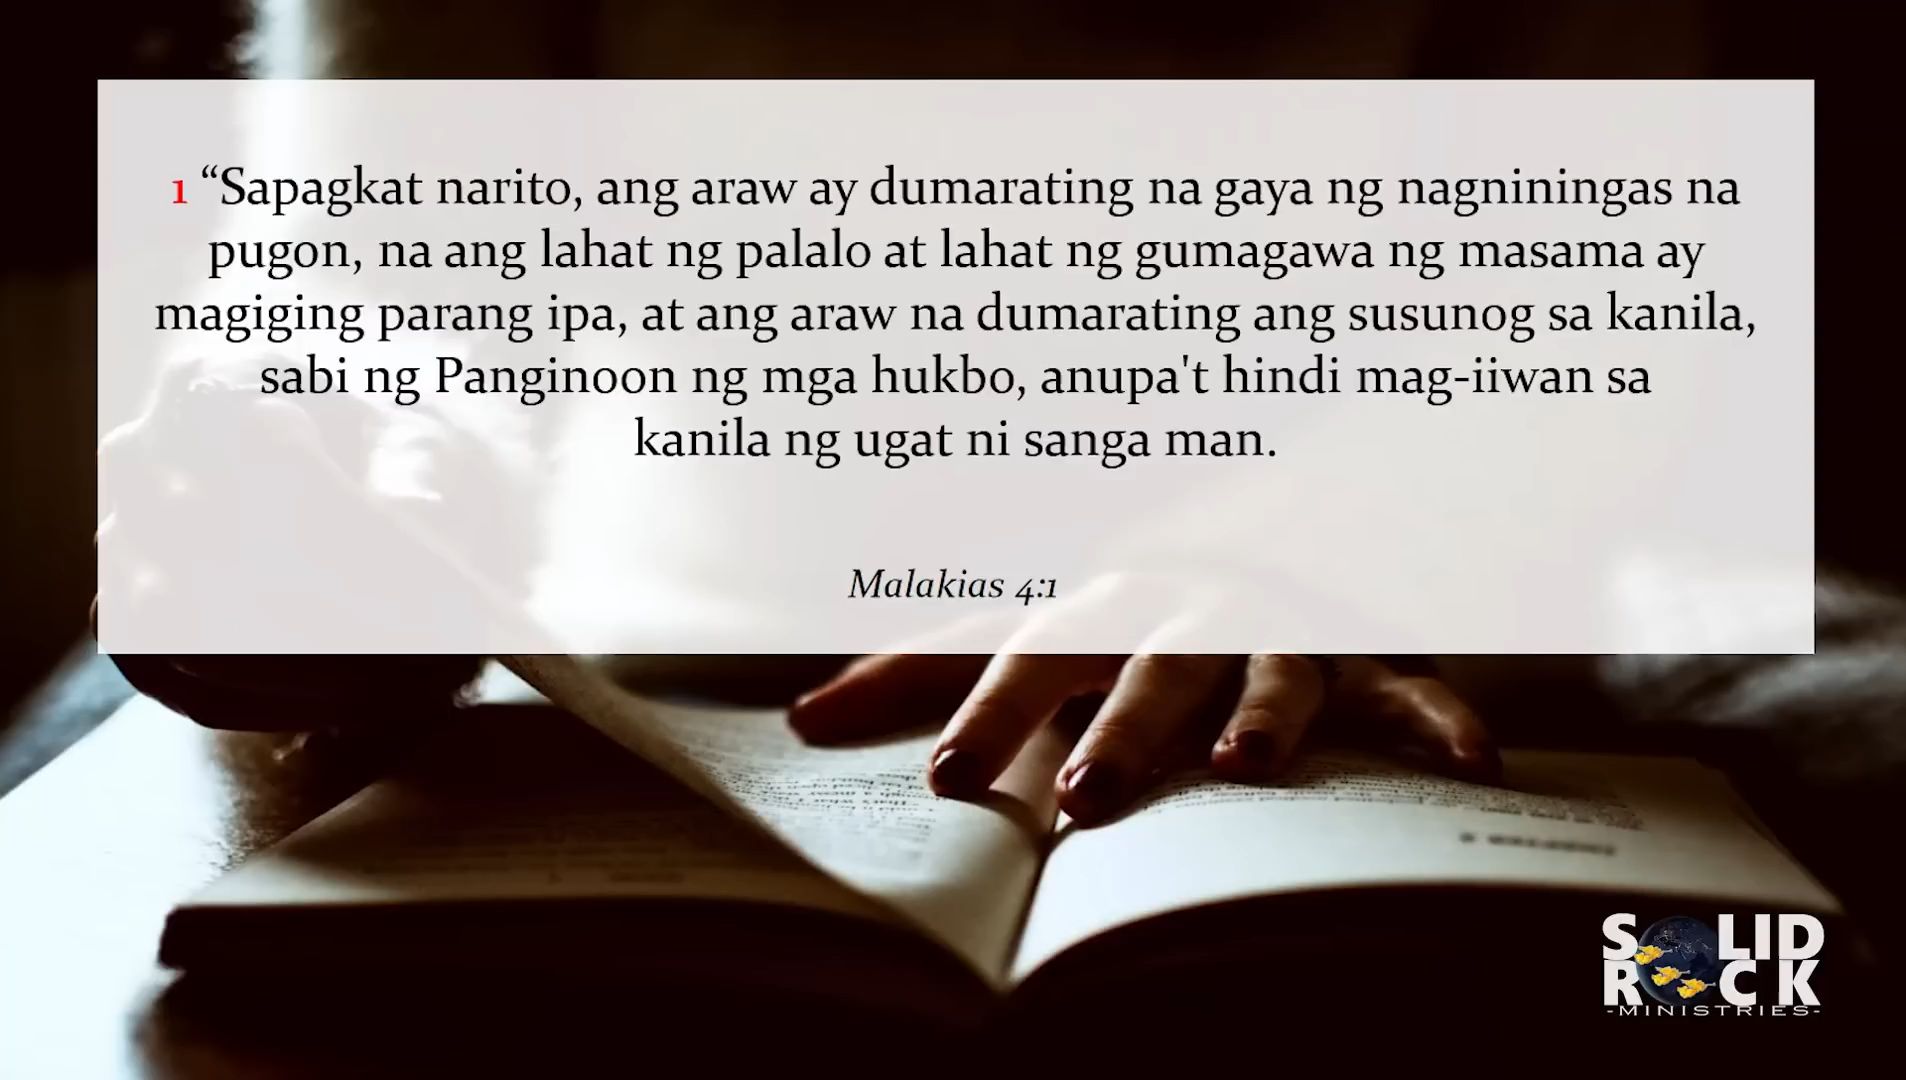 1 “Sapagkat narito, ang araw ay dumarating na gaya ng nagniningas na
pugon, na ang lahat ng palalo at lahat ng gumagawa ng masama ay
magiging parang ipa, at ang araw na dumarating ang susunog sa kanila,
sabi ng Panginoon ng mga hukbo, anupa't hindi mag-iiwan sa
kanila ng ugat ni sanga man.
Malakias 4:1
SOLID
ROCK
-MINISTRIES-